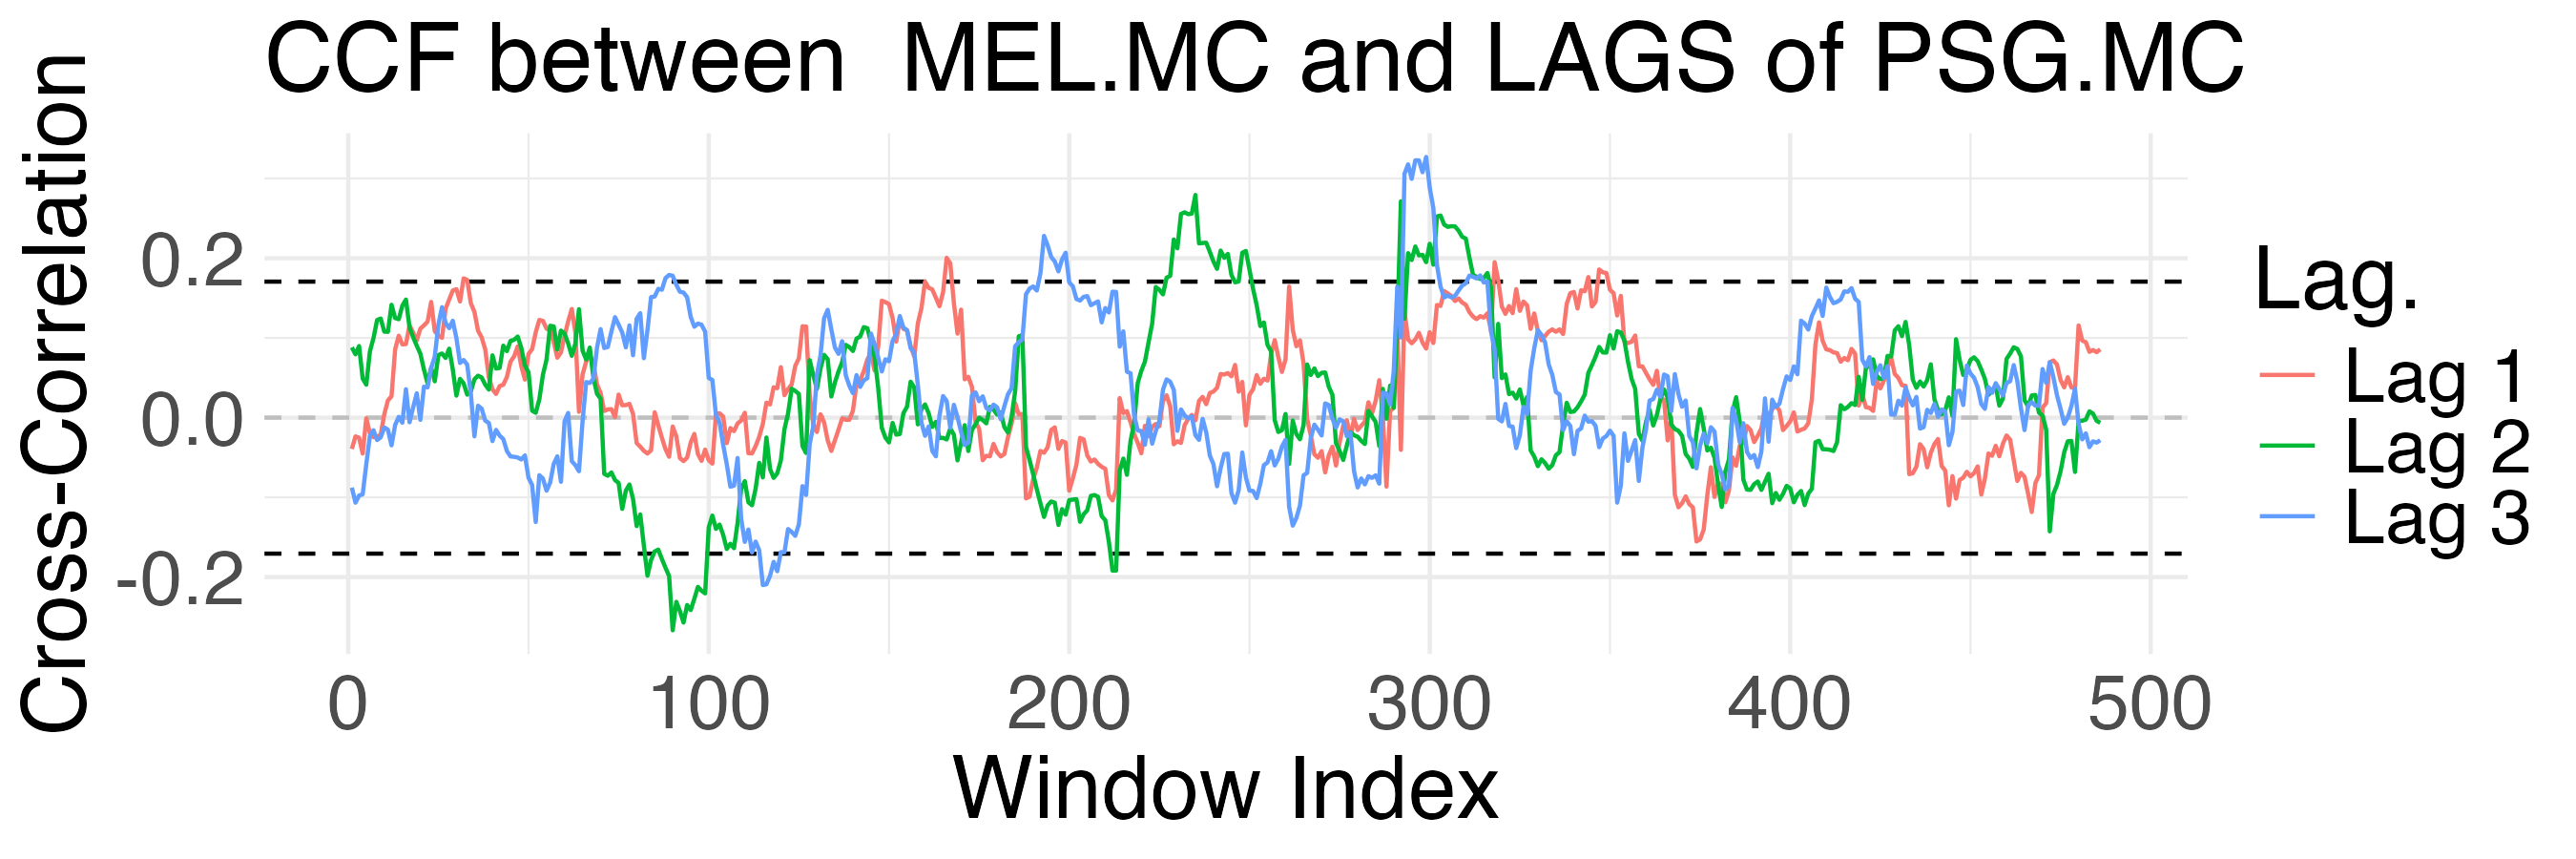 CCF between  MEL.MC and LAGS of PSG.MC
Cross-Correlation
0.2
0.0
-0.2
0 100 200 300 400 500
Window Index
Lag.
Lag 1
Lag 2
Lag 3